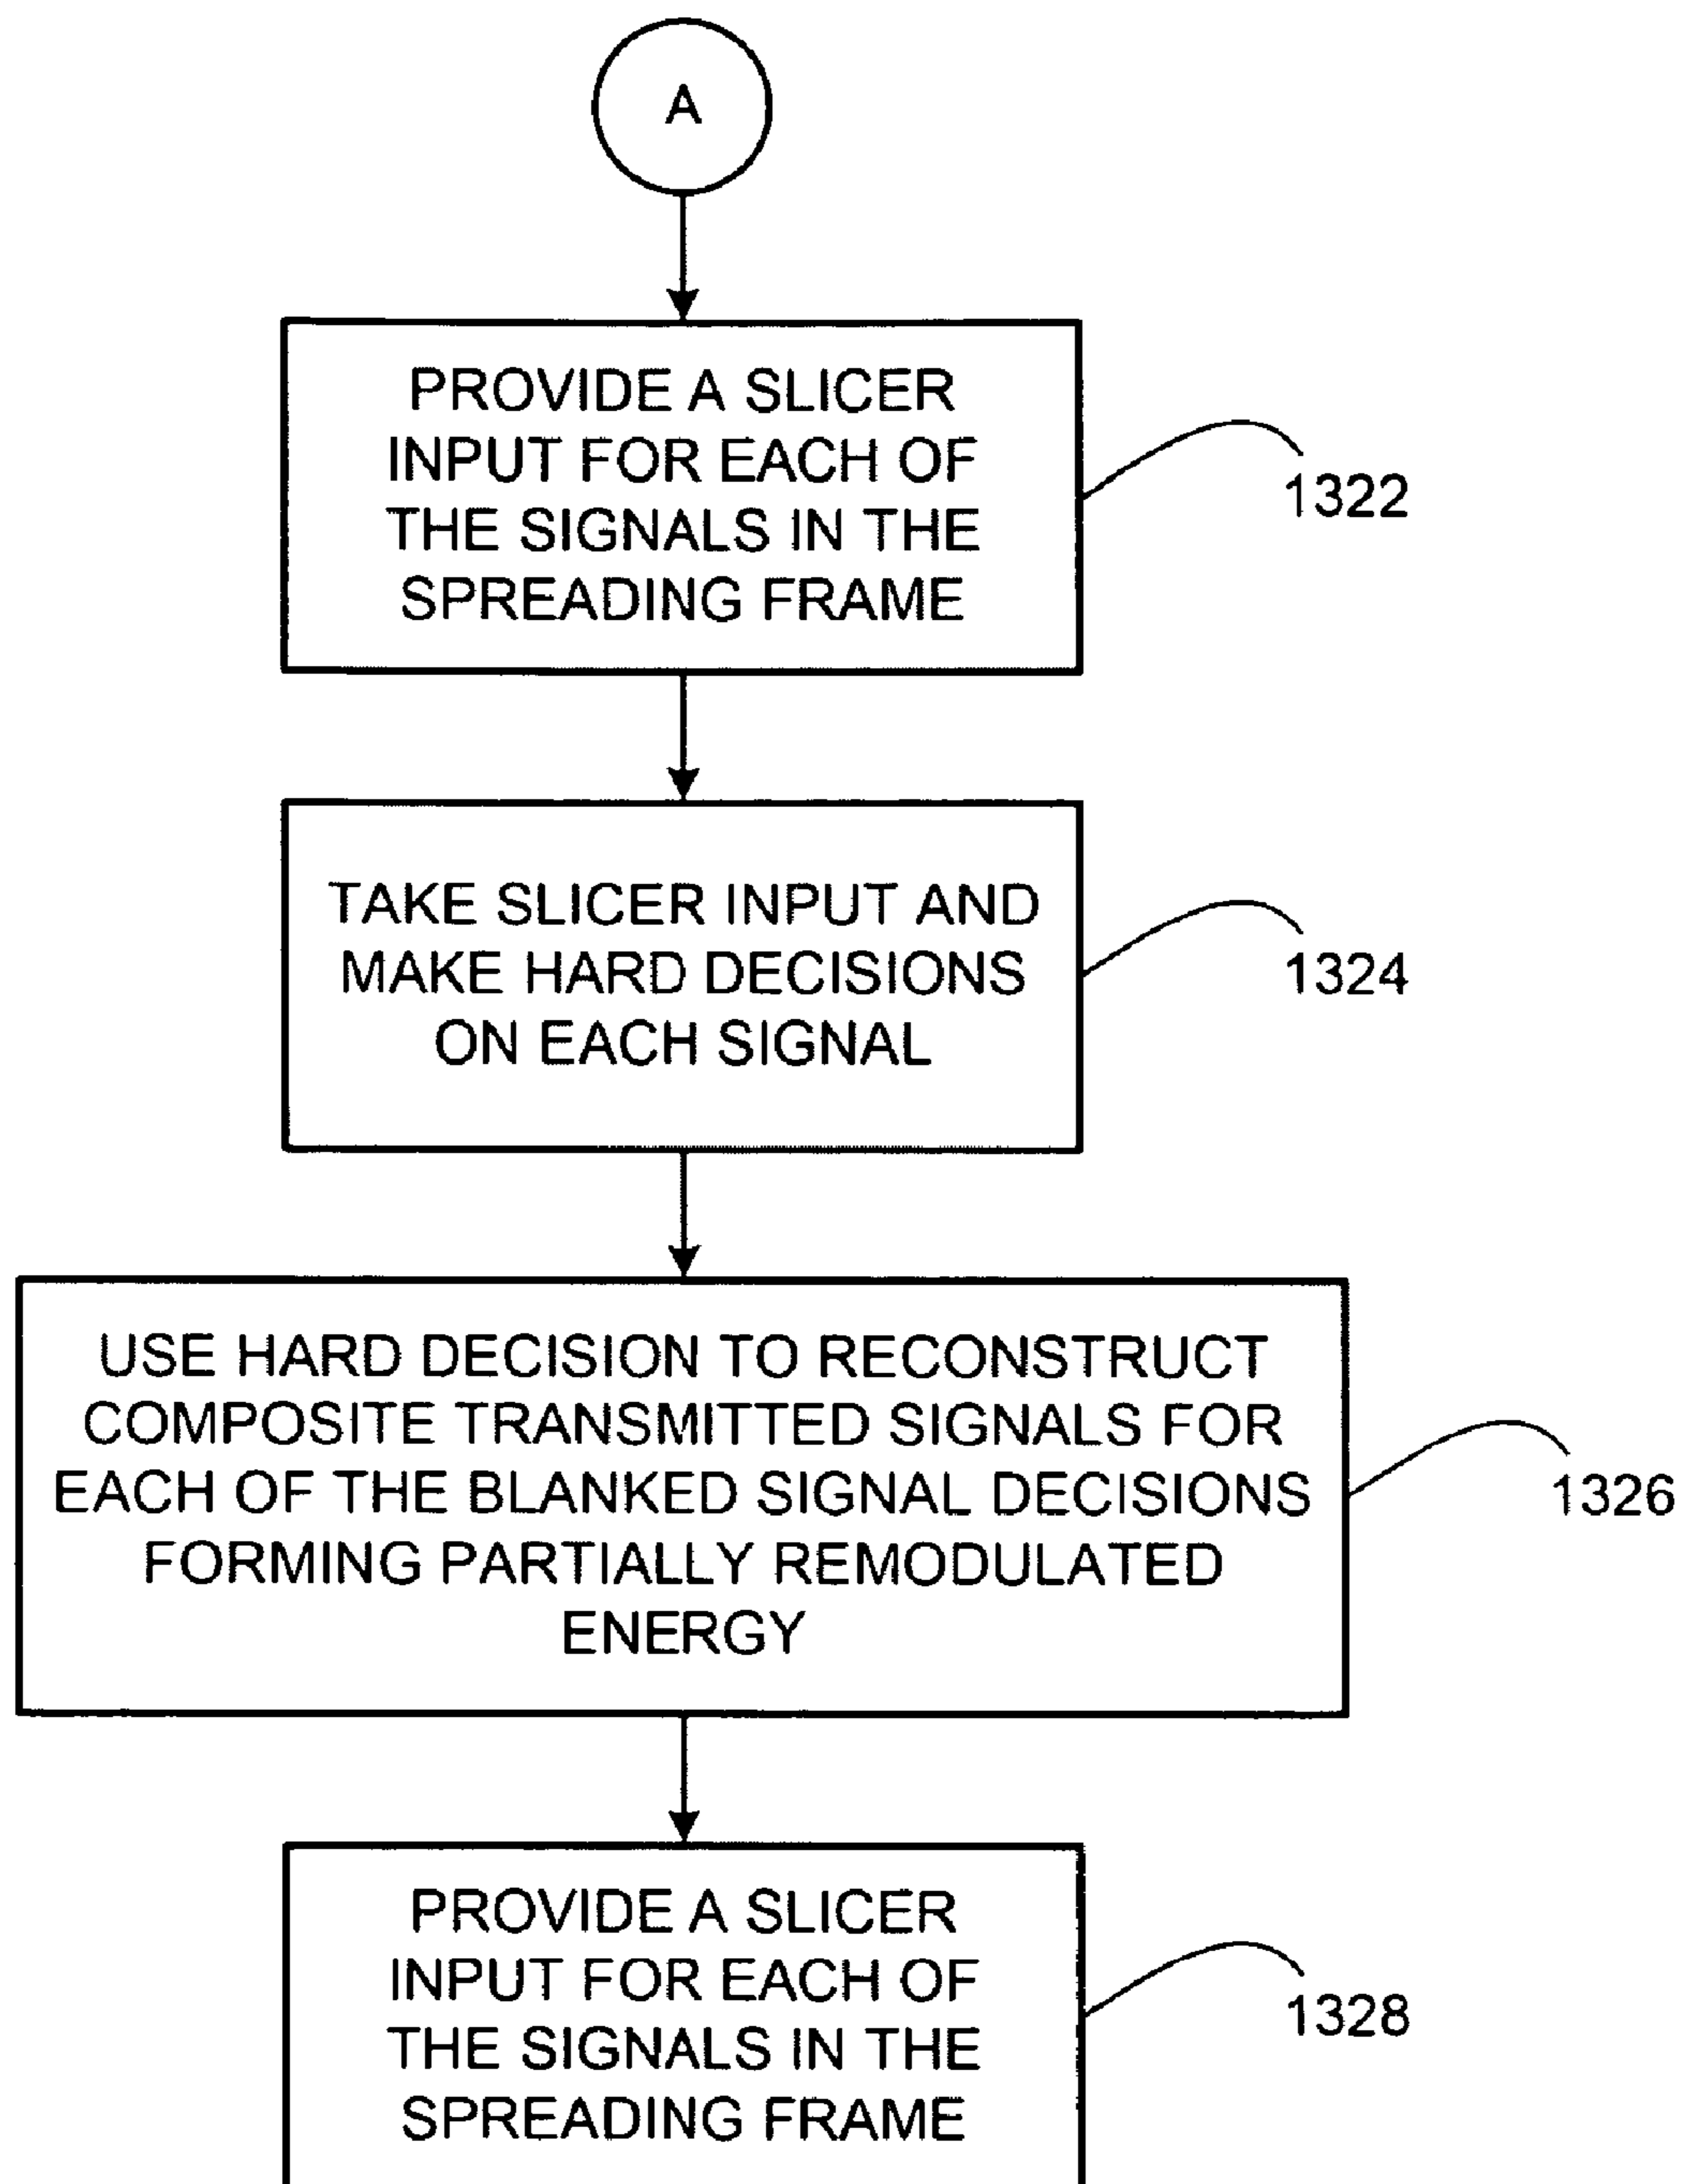 A
PROVIDE A SLICER
INPUT FOR EACH OF
THE SIGNALS IN THE
SPREADING FRAME
1322
TAKE SLICER INPUT AND
MAKE HARD DECISIONS
ON EACH SIGNAL
1324
USE HARD DECISION TO RECONSTRUCT
COMPOSITE TRANSMITTED SIGNALS FOR
EACH OF THE BLANKED SIGNAL DECISIONS
FORMING PARTIALLY REMODULATED
ENERGY
1326
PROVIDE A SLICER
INPUT FOR EACH OF
THE SIGNALS IN THE
SPREADING FRAME
1328